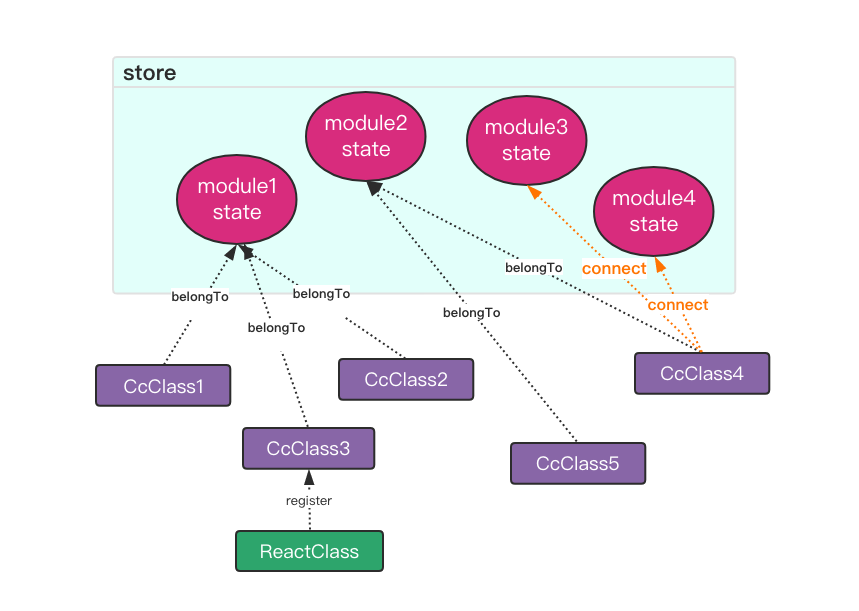 store
module2
state
module3
state
module1
state
module4
state
belongTo
connect
belongTo
belongTo
connect
belongTo
belongTo
CcClass1
CcClass2
CcClass4
CcClass3
CcClass5
register
ReactClass